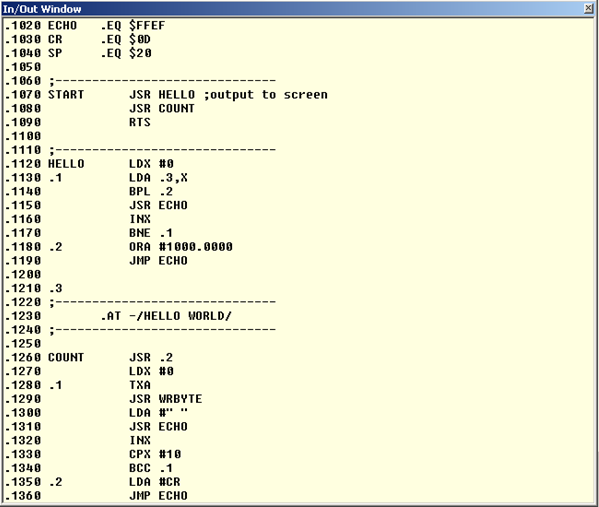 In/Out Window
.1020 ECHO   .EQ $FFEF
.1030 CR     .EQ $0D
.1040 SP     .EQ $20
.1050
.1060 ;-----------------------------
.1070 START      JSR HELLO ;output to screen
.1080            JSR COUNT
.1090            RTS
.1100
.1110 ;-----------------------------
.1120 HELLO      LDX #0
.1130 .1         LDA .3,X
.1140            BPL .2
.1150            JSR ECHO
.1160            INX
.1170            BNE .1
.1180 .2         ORA #1000.0000
.1190            JMP ECHO
.1200
.1210 .3
.1220 ;-----------------------------
.1230        .AT -/HELLO WORLD/
.1240 ;-----------------------------
.1250
.1260 COUNT      JSR .2
.1270            LDX #0
.1280 .1         TXA
.1290            JSR WRBYTE
.1300            LDA #" "
.1310            JSR ECHO
.1320            INX
.1330            CPX #10
.1340            BCC .1
.1350 .2         LDA #CR
.1360            JMP ECHO